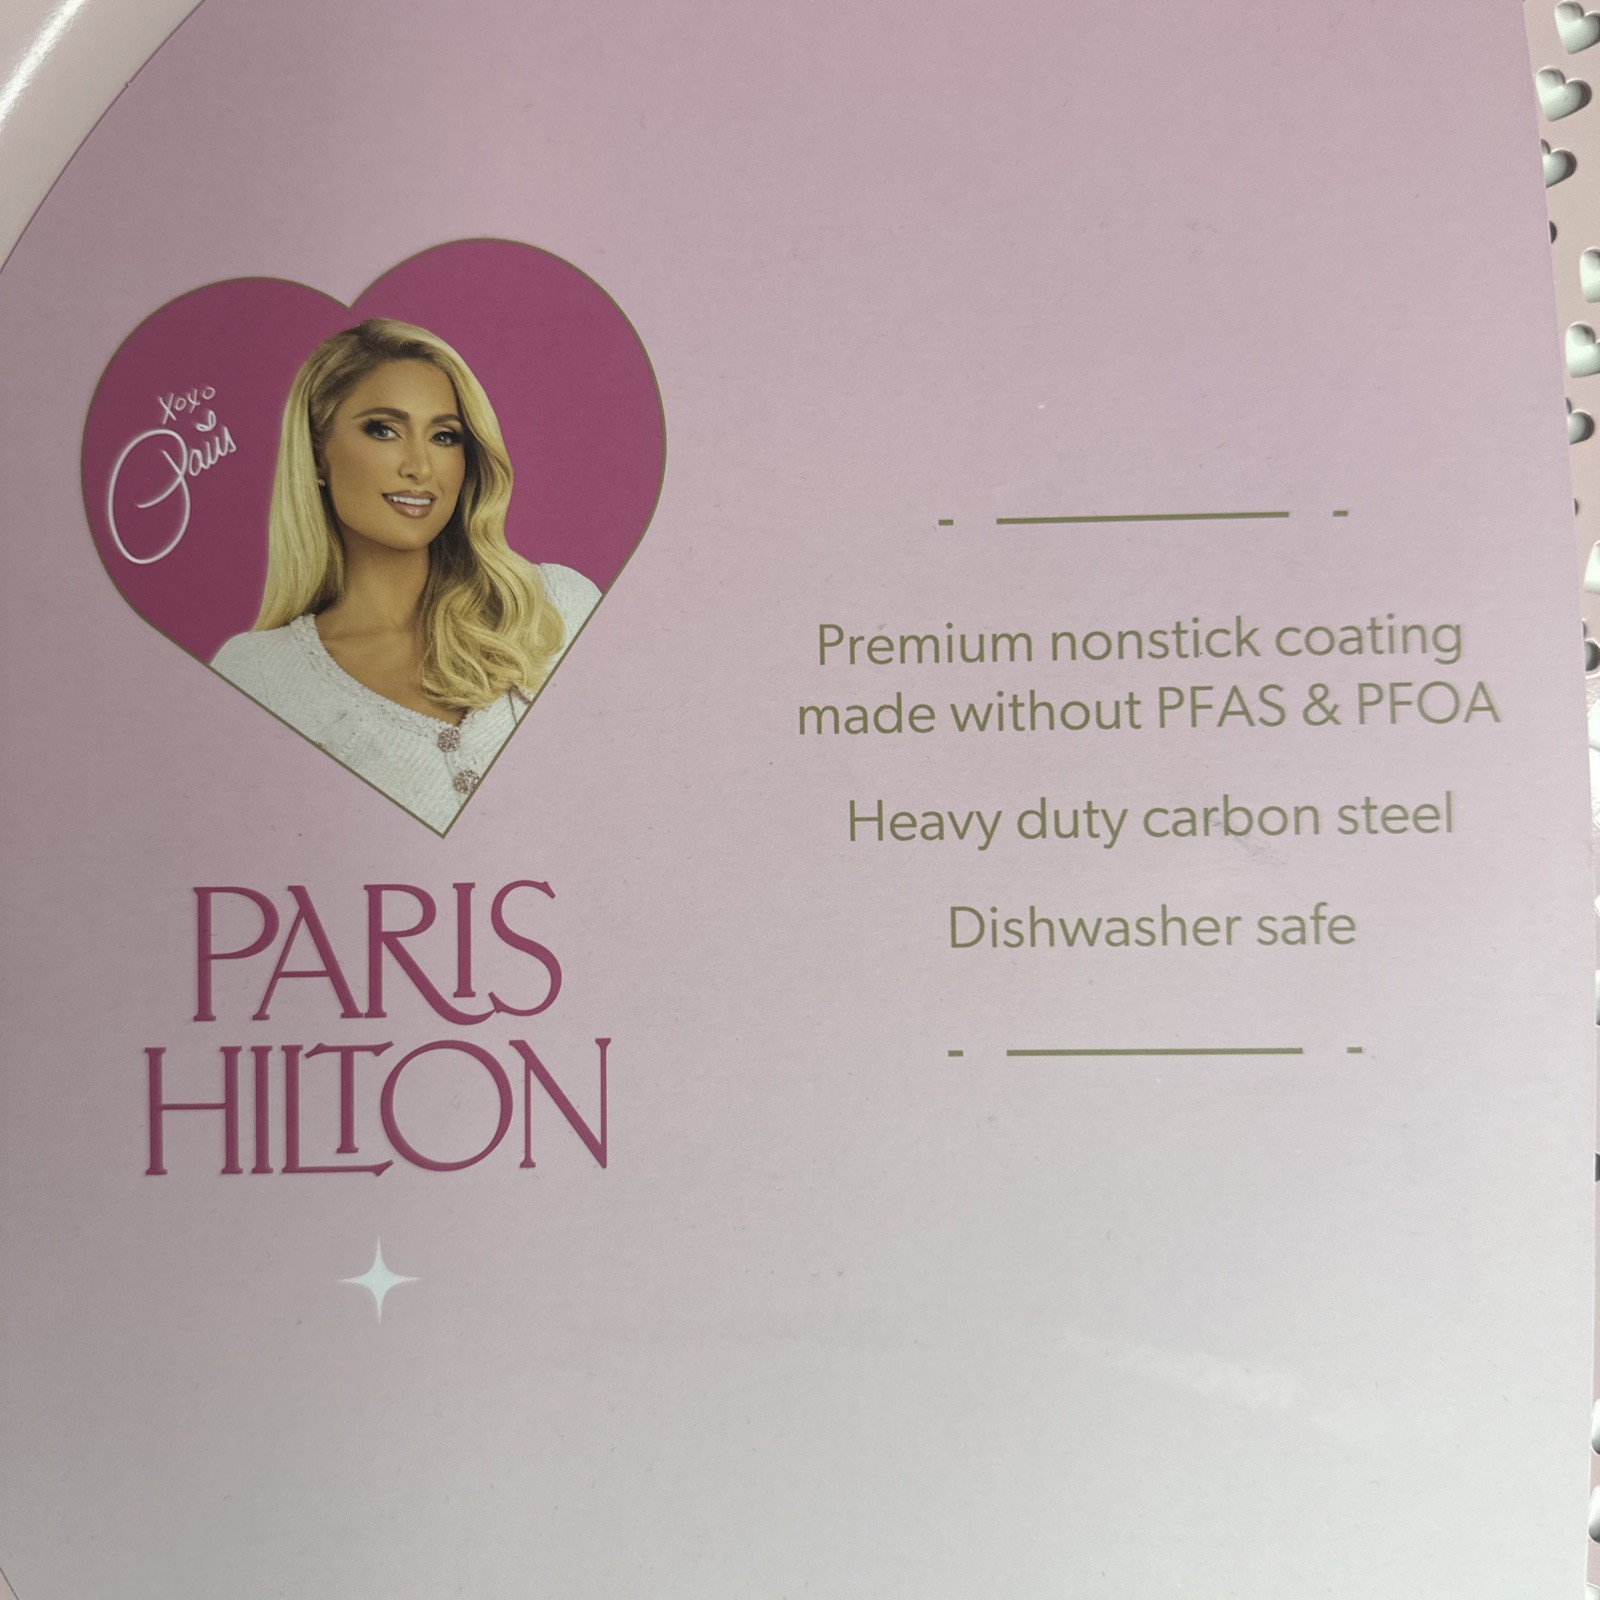 xoxo
Paris
PARIS
HILTON
Premium nonstick coating
made without PFAS & PFOA
Heavy duty carbon steel
Dishwasher safe